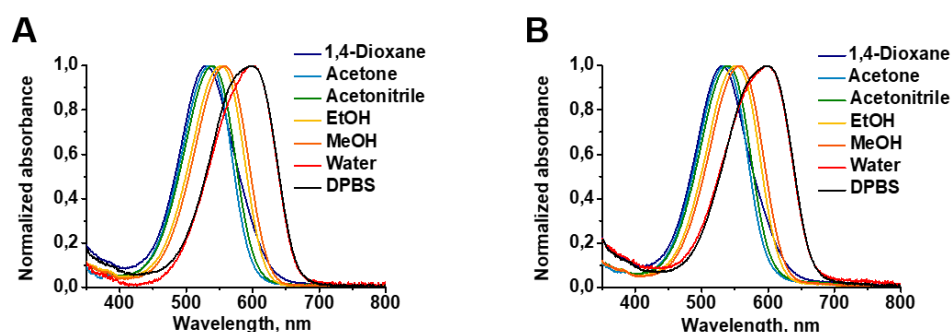 A
Normalized absorbance
1,0
0,8
0,6
0,4
0,2
0,0
400 500 600 700 800
Wavelength, nm
1,4-Dioxane
Acetone
Acetonitrile
EtOH
MeOH
Water
DPBS
B
Normalized absorbance
1,0
0,8
0,6
0,4
0,2
0,0
400 500 600 700 800
Wavelength, nm
1,4-Dioxane
Acetone
Acetonitrile
EtOH
MeOH
Water
DPBS